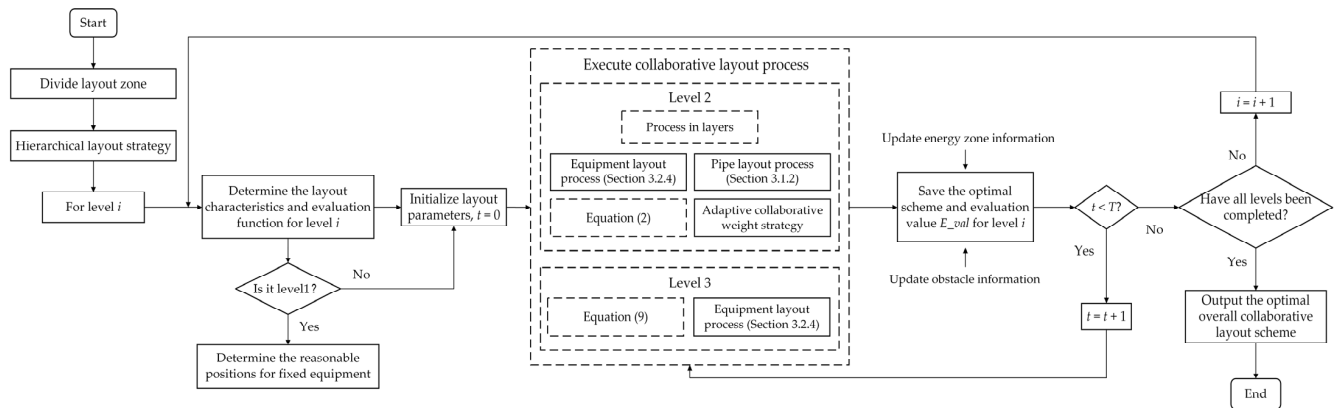 Start
Divide layout zone
Hierarchical layout strategy
For level i
Determine the layout
characteristics and evaluation
function for level i
Is it level1?
No
Yes
Determine the reasonable
positions for fixed equipment
Initialize layout
parameters, t = 0
Execute collaborative layout process
Level 2
Process in layers
Equipment layout
process (Section 3.2.4)
Pipe layout process
(Section 3.1.2)
Equation (2)
Adaptive collaborative
weight strategy
Level 3
Equation (9)
Equipment layout
process (Section 3.2.4)
Update energy zone information
Save the optimal
scheme and evaluation
value E_val for level i
Update obstacle information
t < T?
Yes
No
t = t + 1
i = i + 1
No
Have all levels been
completed?
Yes
Output the optimal
overall collaborative
layout scheme
End